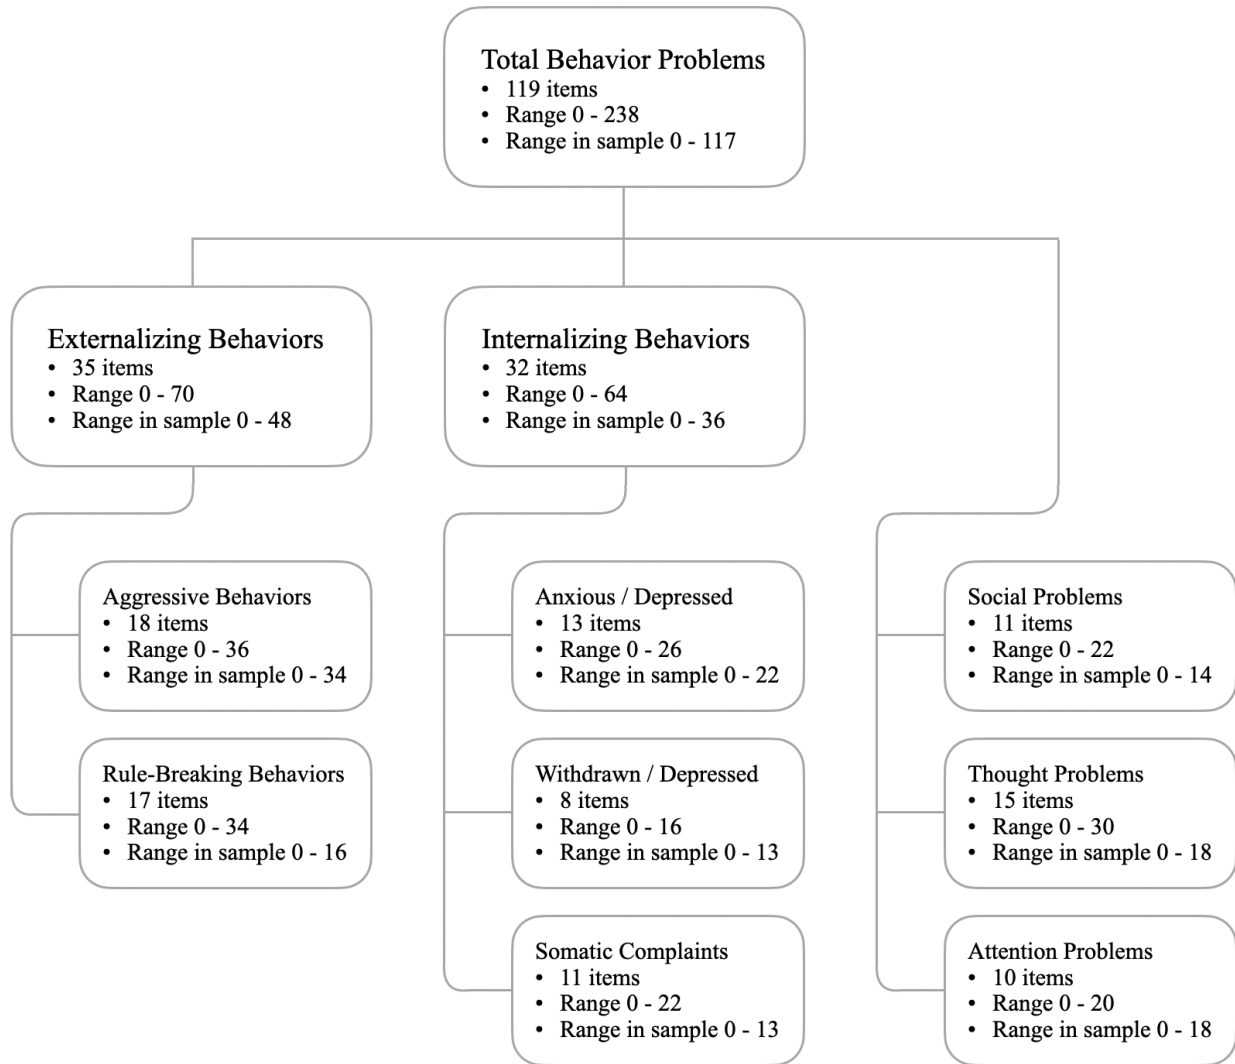 Total Behavior Problems
• 119 items
• Range 0 - 238
• Range in sample 0 - 117
Externalizing Behaviors
• 35 items
• Range 0 - 70
• Range in sample 0 - 48
Internalizing Behaviors
• 32 items
• Range 0 - 64
• Range in sample 0 - 36
Aggressive Behaviors
• 18 items
• Range 0 - 36
• Range in sample 0 - 34
Rule-Breaking Behaviors
• 17 items
• Range 0 - 34
• Range in sample 0 - 16
Anxious / Depressed
• 13 items
• Range 0 - 26
• Range in sample 0 - 22
Withdrawn / Depressed
• 8 items
• Range 0 - 16
• Range in sample 0 - 13
Somatic Complaints
• 11 items
• Range 0 - 22
• Range in sample 0 - 13
Social Problems
• 11 items
• Range 0 - 22
• Range in sample 0 - 14
Thought Problems
• 15 items
• Range 0 - 30
• Range in sample 0 - 18
Attention Problems
• 10 items
• Range 0 - 20
• Range in sample 0 - 18